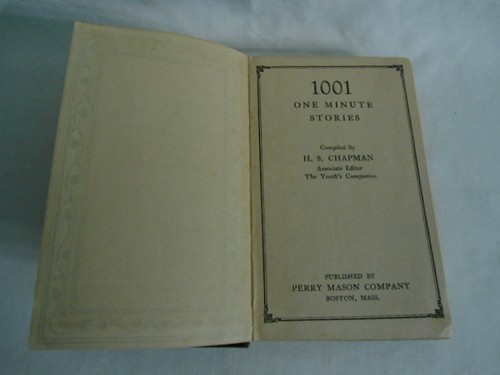 1001
ONE MINUTE
STORIES
Compiled By
H. S. CHAPMAN
Associate Editor
The Youth's Companion
PUBLISHED BY
PERRY MASON COMPANY
BOSTON, MASS.